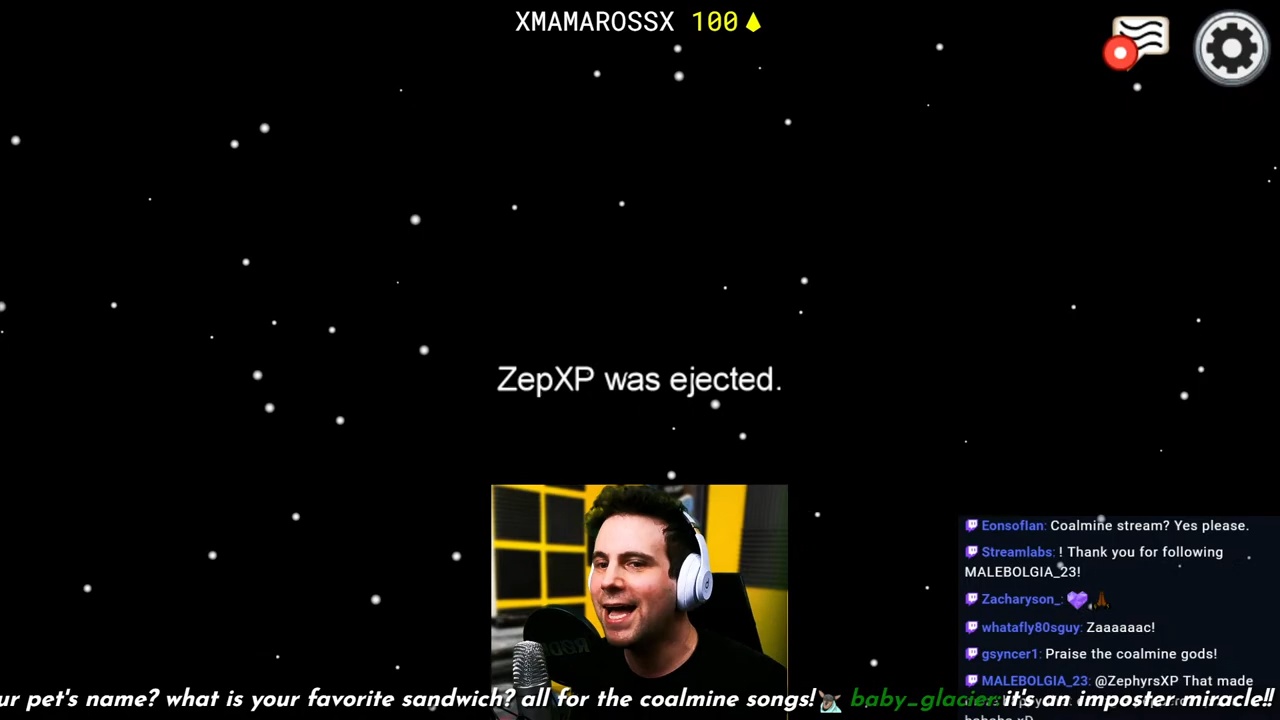 XMAMAROSSX 100
ZepXP was ejected.
Eonsoflan: Coalmine stream? Yes please.
Streamlabs: ! Thank you for following
MALEBOLGIA_23!
Zacharyson_:
whatafly80sguy: Zaaaaaac!
gsyncer1: Praise the coalmine gods!
MALEBOLGIA_23: @ZephyrsXP That made
ur pet's name? what is your favorite sandwich? all for the coalmine songs! baby_glacier: it's an imposter miracle!!